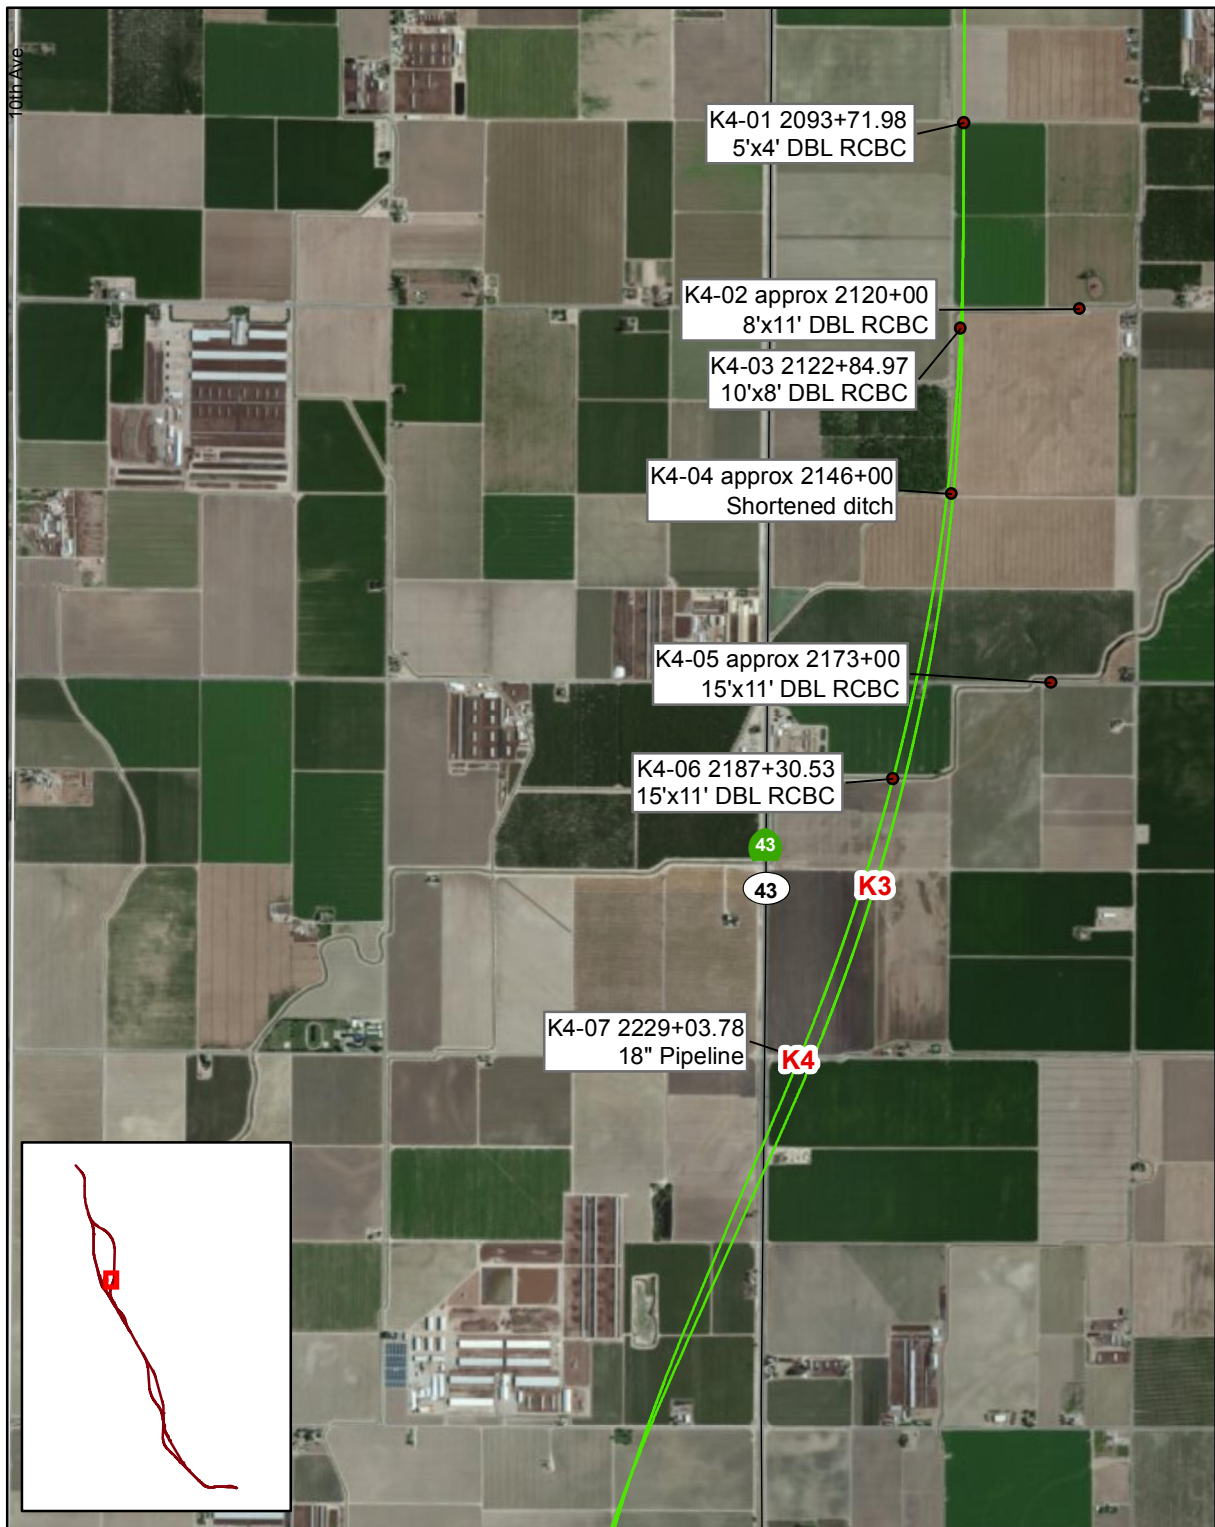 10th Ave
K4-01 2093+71.98
5'x4' DBL RCBC
K4-02 approx 2120+00
8'x11' DBL RCBC
K4-03 2122+84.97
10'x8' DBL RCBC
K4-04 approx 2146+00
Shortened ditch
K4-05 approx 2173+00
15'x11' DBL RCBC
K4-06 2187+30.53
15'x11' DBL RCBC
43
43
K3
K4-07 2229+03.78
18" Pipeline
K4